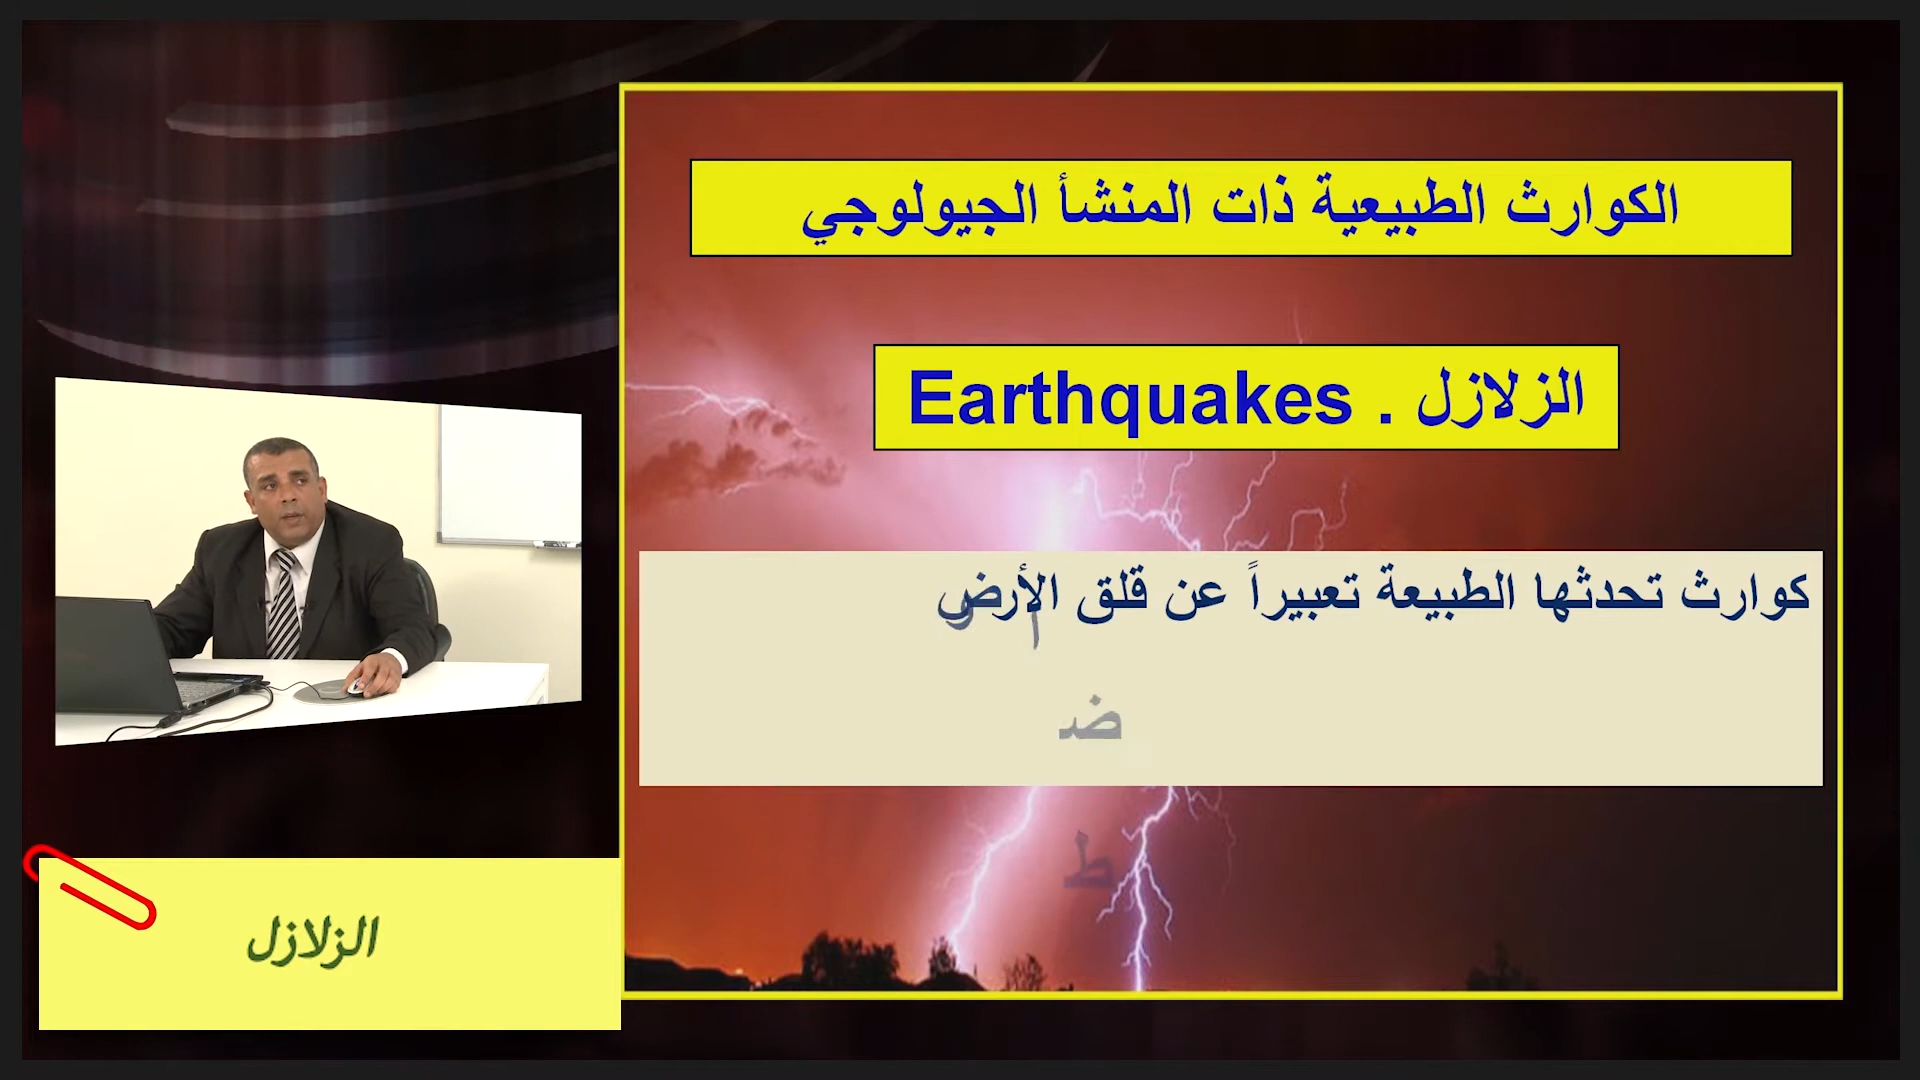 الكوارث الطبيعية ذات المنشأ الجيولوجي
الزلازل . Earthquakes
كوارث تحدثها الطبيعة تعبيراً عن قلق الأرض
ض
ط
الزلازل